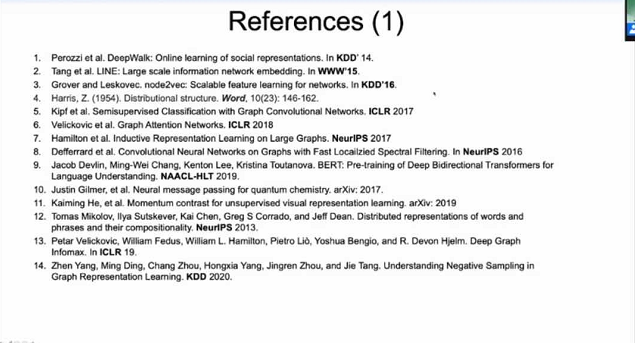 References (1)
1. Perozzi et al. DeepWalk: Online learning of social representations. In KDD' 14.
2. Tang et al. LINE: Large scale information network embedding. In WWW'15.
3. Grover and Leskovec. node2vec: Scalable feature learning for networks. In KDD'16.
4. Harris, Z. (1954). Distributional structure. Word, 10(23): 146-162.
5. Kipf et al. Semisupervised Classification with Graph Convolutional Networks. ICLR 2017
6. Velickovic et al. Graph Attention Networks. ICLR 2018
7. Hamilton et al. Inductive Representation Learning on Large Graphs. NeurIPS 2017
8. Defferrard et al. Convolutional Neural Networks on Graphs with Fast Locailzied Spectral Filtering. In NeurIPS 2016
9. Jacob Devlin, Ming-Wei Chang, Kenton Lee, Kristina Toutanova. BERT: Pre-training of Deep Bidirectional Transformers for
Language Understanding. NAACL-HLT 2019.
10. Justin Gilmer, et al. Neural message passing for quantum chemistry. arXiv: 2017.
11. Kaiming He, et al. Momentum contrast for unsupervised visual representation learning. arXiv: 2019
12. Tomas Mikolov, Ilya Sutskever, Kai Chen, Greg S Corrado, and Jeff Dean. Distributed representations of words and
phrases and their compositionality. NeurIPS 2013.
13. Petar Velickovic, William Fedus, William L. Hamilton, Pietro Liò, Yoshua Bengio, and R. Devon Hjelm. Deep Graph
Infomax. In ICLR 19.
14. Zhen Yang, Ming Ding, Chang Zhou, Hongxia Yang, Jingren Zhou, and Jie Tang. Understanding Negative Sampling in
Graph Representation Learning. KDD 2020.